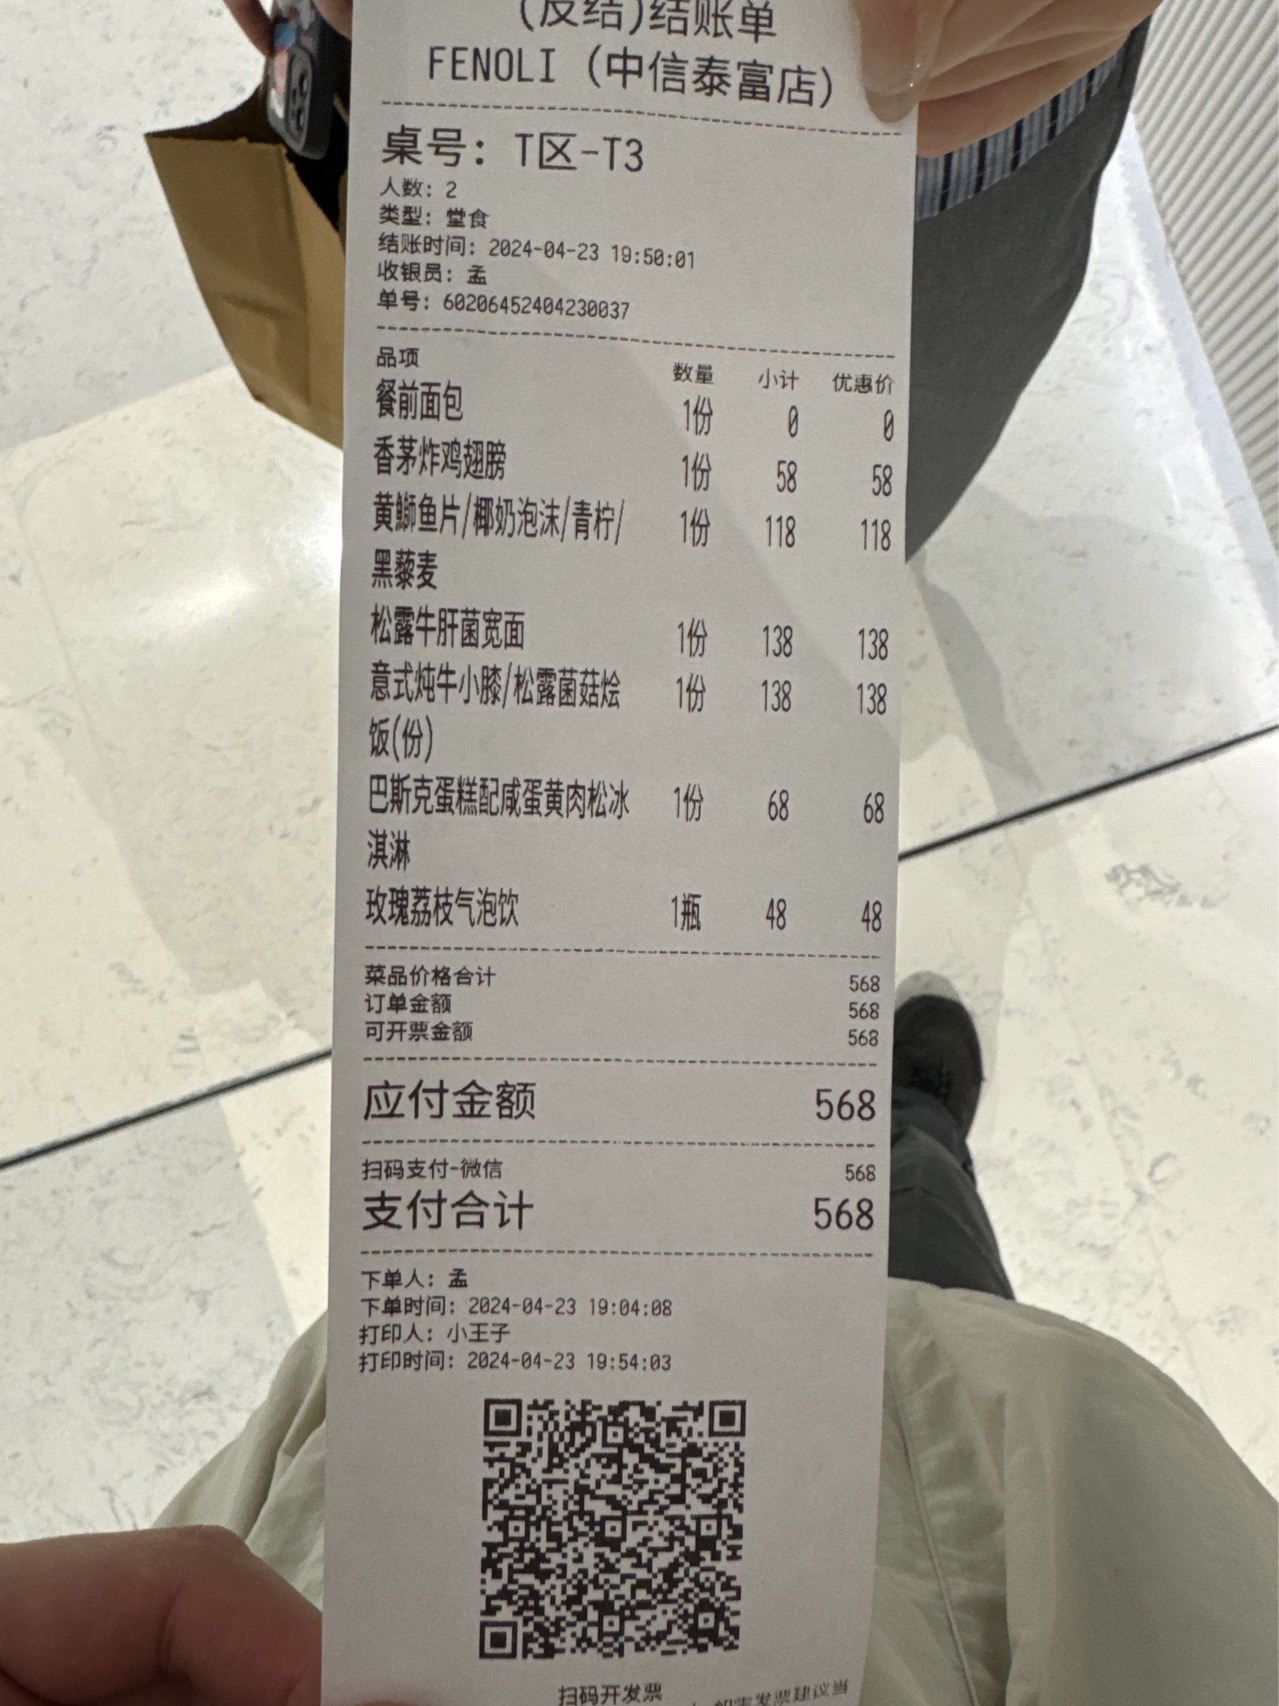 (反结)结账单
FENOLI (中信泰富店)
桌号: T区-T3
人数: 2
类型: 堂食
结账时间: 2024-04-23 19:50:01
收银员: 孟
单号: 60206452404230037
品项 数量 小计 优惠价
餐前面包 1份 0 0
香茅炸鸡翅膀 1份 58 58
黄鰤鱼片/椰奶泡沫/青柠/ 1份 118 118
黑藜麦
松露牛肝菌宽面 1份 138 138
意式炖牛小膝/松露菌菇烩 1份 138 138
饭(份)
巴斯克蛋糕配咸蛋黄肉松冰 1份 68 68
淇淋
玫瑰荔枝气泡饮 1瓶 48 48
菜品价格合计 568
订单金额 568
可开票金额 568
应付金额 568
扫码支付-微信 568
支付合计 568
下单人: 孟
下单时间: 2024-04-23 19:04:08
打印人: 小王子
打印时间: 2024-04-23 19:54:03
扫码开发票
如需发票建议当